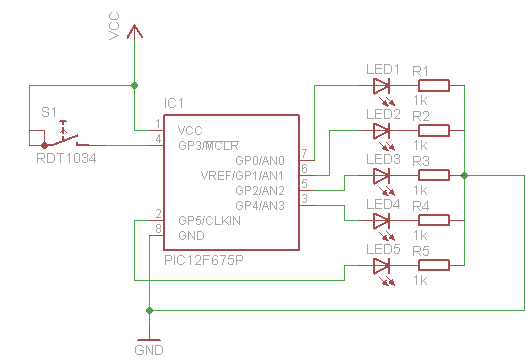 VCC
S1
RDT1034
IC1
1
VCC
4
GP3/MCLR
GP0/AN0
7
VREF/GP1/AN1
6
GP2/AN2
5
GP4/AN3
3
2
GP5/CLKIN
8
GND
PIC12F675P
LED1
R1
1k
LED2
R2
1k
LED3
R3
1k
LED4
R4
1k
LED5
R5
1k
GND